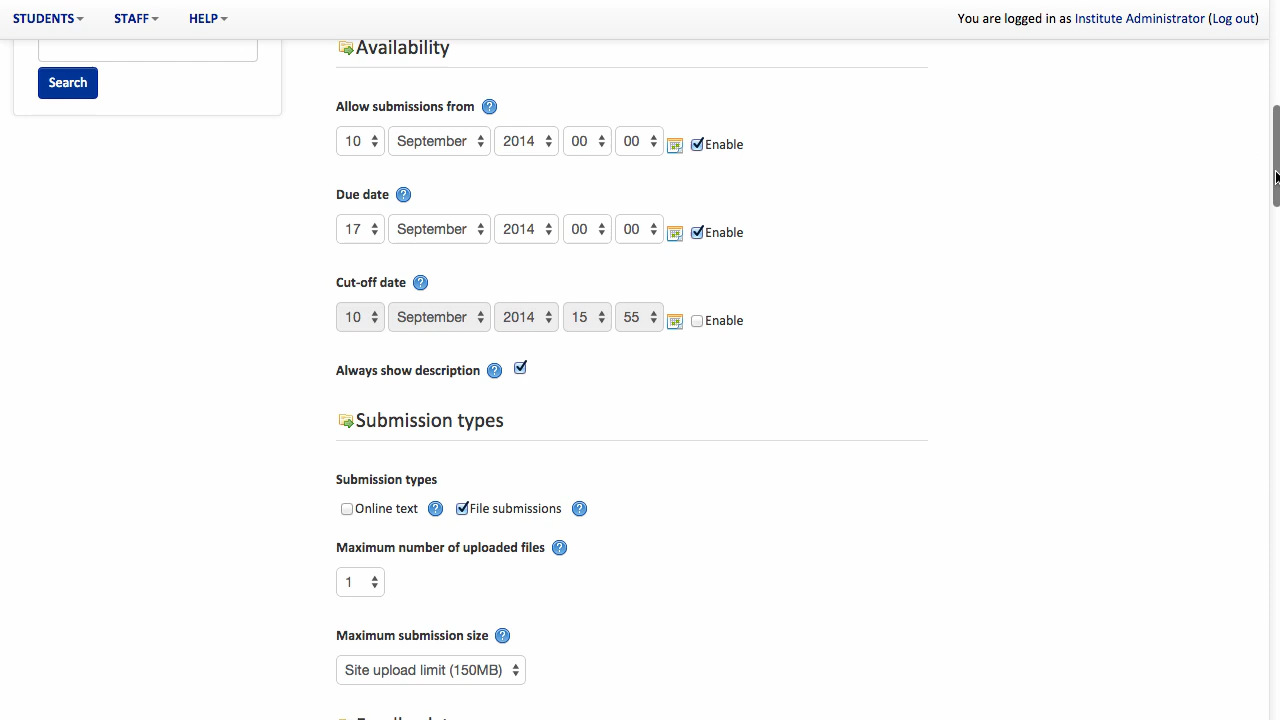 STUDENTS STAFF HELP You are logged in as Institute Administrator (Log out)
Search
Availability
Allow submissions from
10 September 2014 00 00 Enable
Due date
17 September 2014 00 00 Enable
Cut-off date
10 September 2014 15 55 Enable
Always show description
Submission types
Submission types
Online text File submissions
Maximum number of uploaded files
1
Maximum submission size
Site upload limit (150MB)